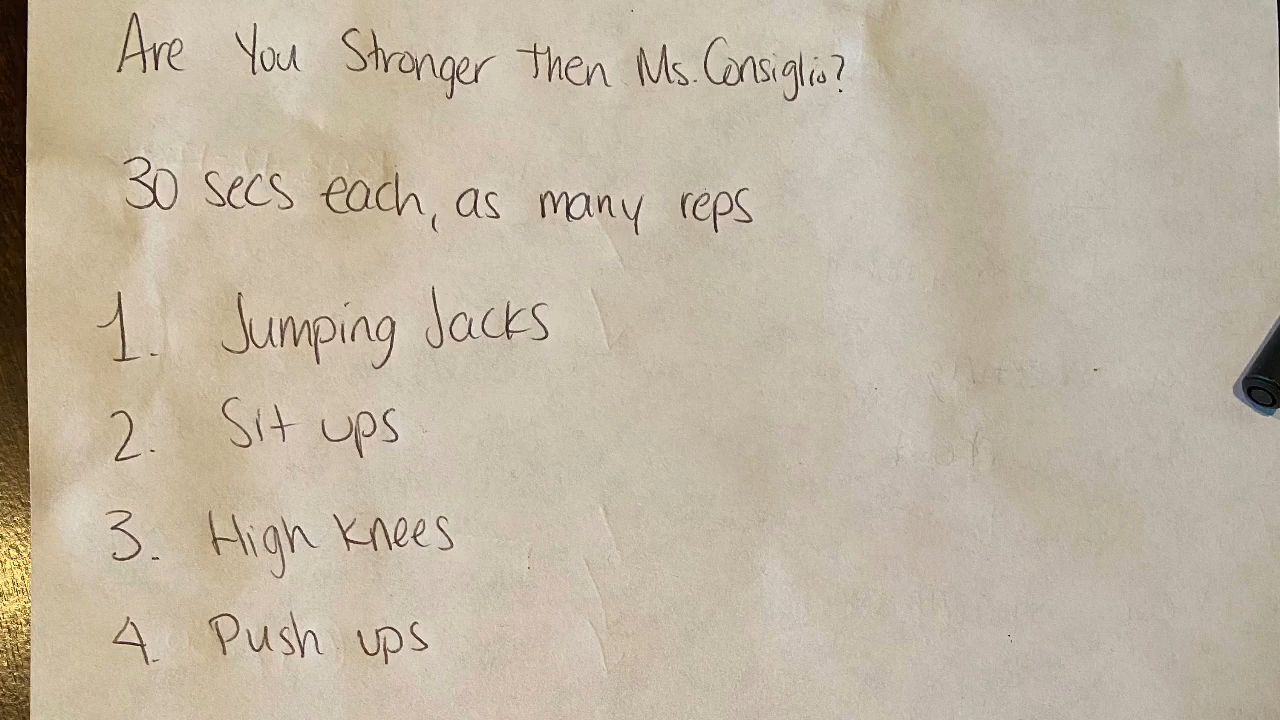 Are You Stronger then Ms. Consiglio?
30 secs each, as many reps
1. Jumping Jacks
2. Sit ups
3. High Knees
4. Push ups